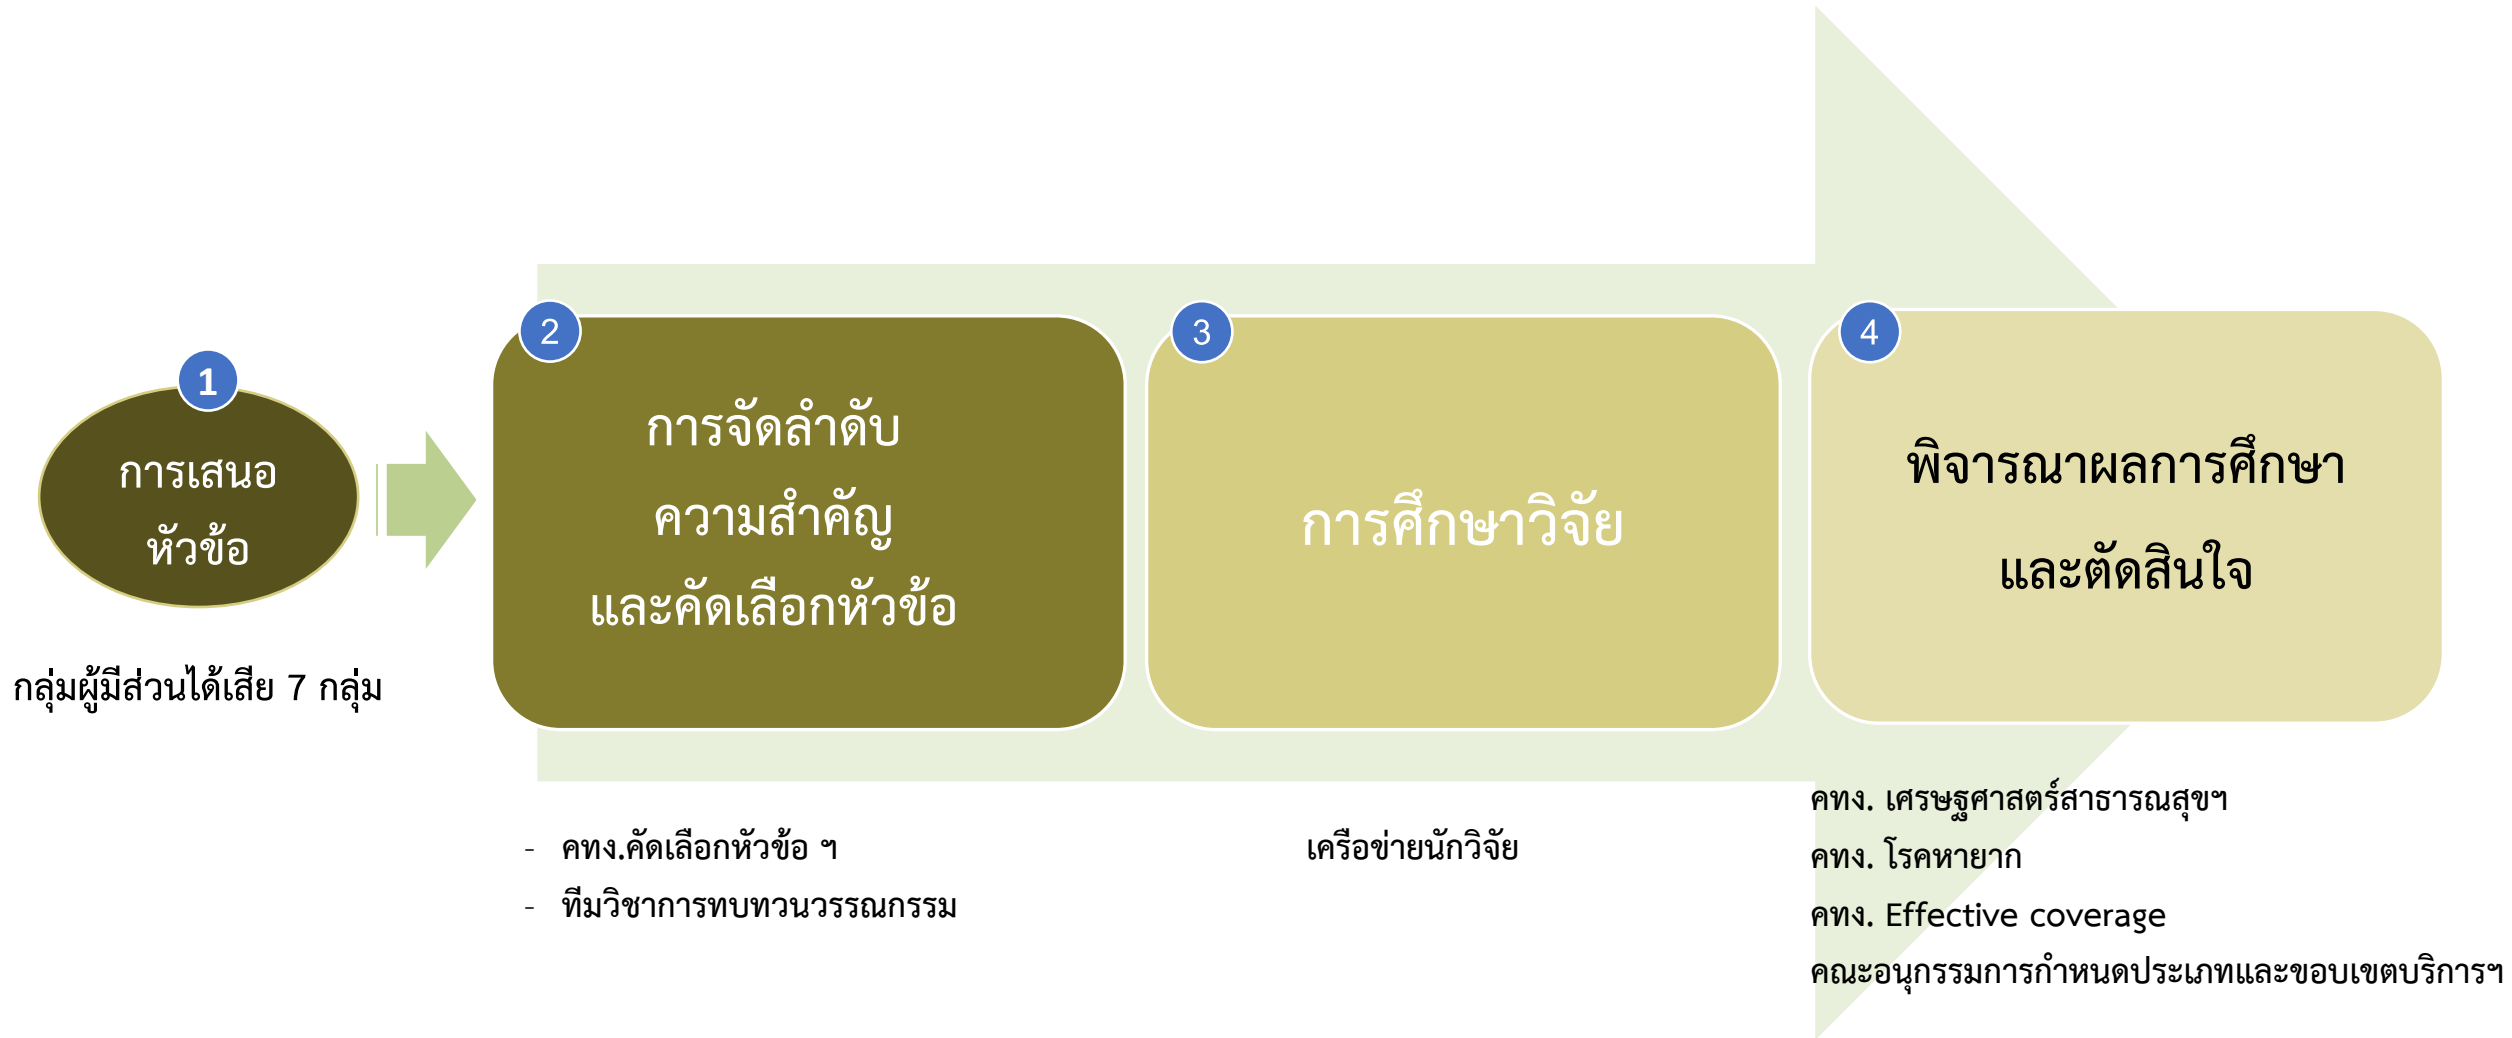 1
การเสนอ
หัวข้อ
กลุ่มผู้มีส่วนได้เสีย 7 กลุ่ม
2
การจัดลำดับ
ความสำคัญ
และคัดเลือกหัวข้อ
- คทง.คัดเลือกหัวข้อ ฯ
- ทีมวิชาการทบทวนวรรณกรรม
3
การศึกษาวิจัย
เครือข่ายนักวิจัย
4
พิจารณาผลการศึกษา
และตัดสินใจ
คทง. เศรษฐศาสตร์สาธารณสุขฯ
คทง. โรคหายาก
คทง. Effective coverage
คณะอนุกรรมการกำหนดประเภทและขอบเขตบริการฯ